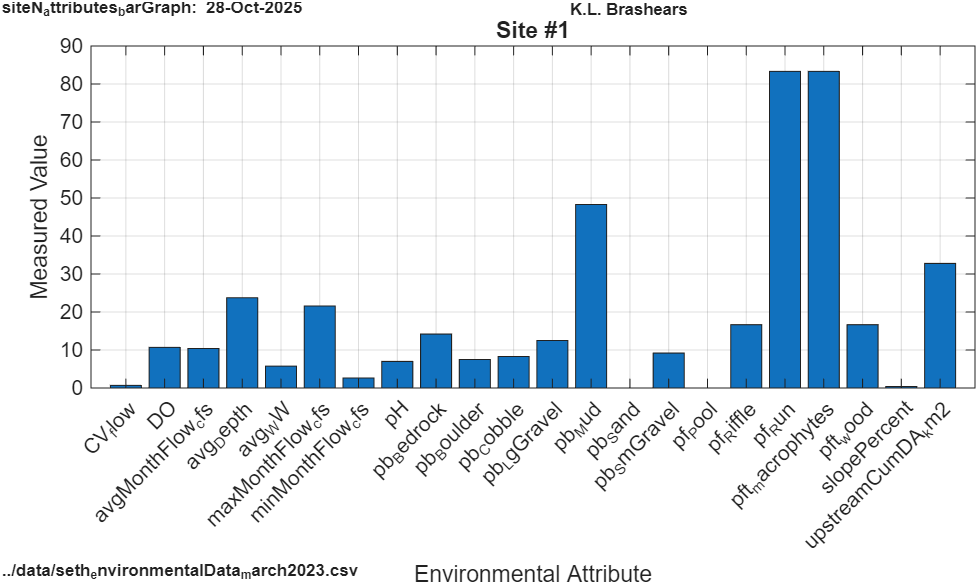 siteNattributesbarGraph: 28-Oct-2025
K.L. Brashears
Site #1
Measured Value
90
80
70
60
50
40
30
20
10
0
CVflow
DO
avgMonthFlowcfs
avgDepth
avgWW
maxMonthFlowcfs
minMonthFlowcfs
pH
pbBedrock
pbBoulder
pbCobble
pbLgGravel
pbMud
pbSand
pbSmGravel
pfPool
pfRiffle
pfRun
pftmacrophytes
pftwood
slopePercent
upstreamCumDAkm2
../data/sethenvironmentalDatamarch2023.csv
Environmental Attribute